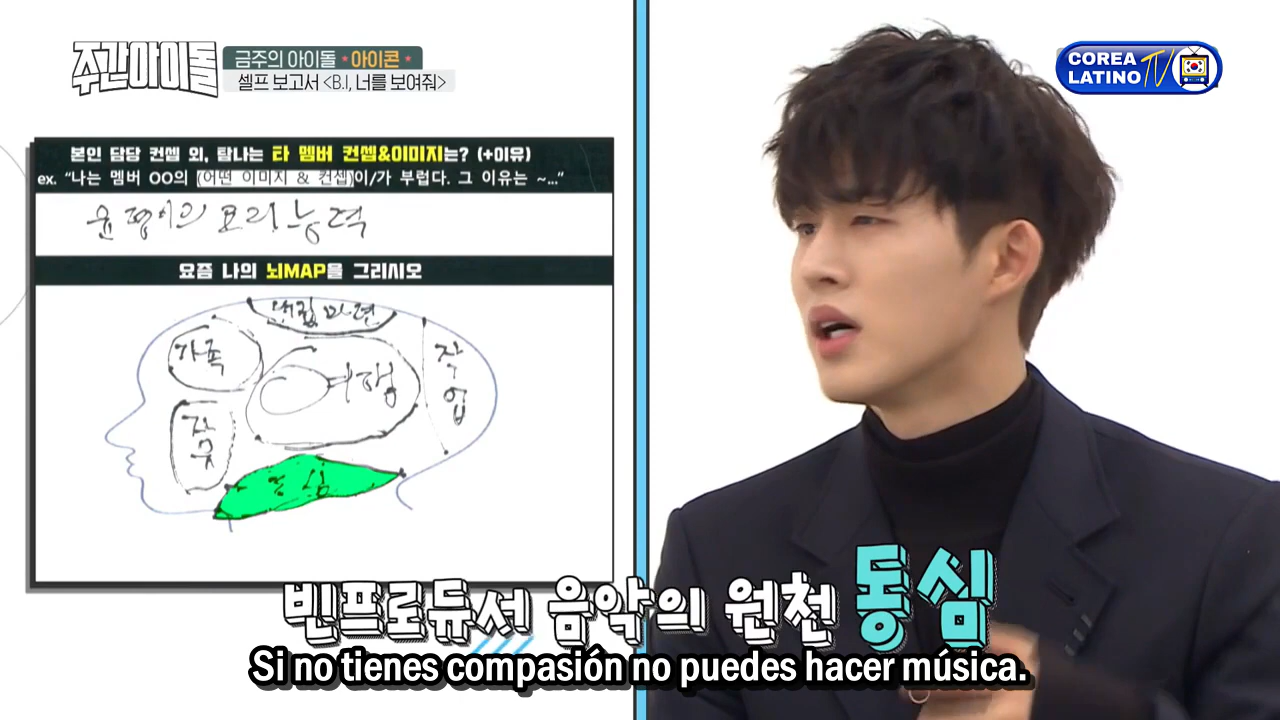 주간아이돌
금주의 아이돌 * 아이콘 *
셀프 보고서 <B.I, 너를 보여줘>
COREA
LATINO TV
본인 담당 컨셉 외, 탐나는 타 멤버 컨셉&이미지는? (+이유)
ex. “나는 멤버 OO의 (어떤 이미지 & 컨셉)이/가 부럽다. 그 이유는 ~...”
윤형이의 요리 능력
요즘 나의 뇌MAP을 그리시오
가족
여행
작업
동심
빈프로듀서 음악의 원천 동심
Si no tienes compasión no puedes hacer música.